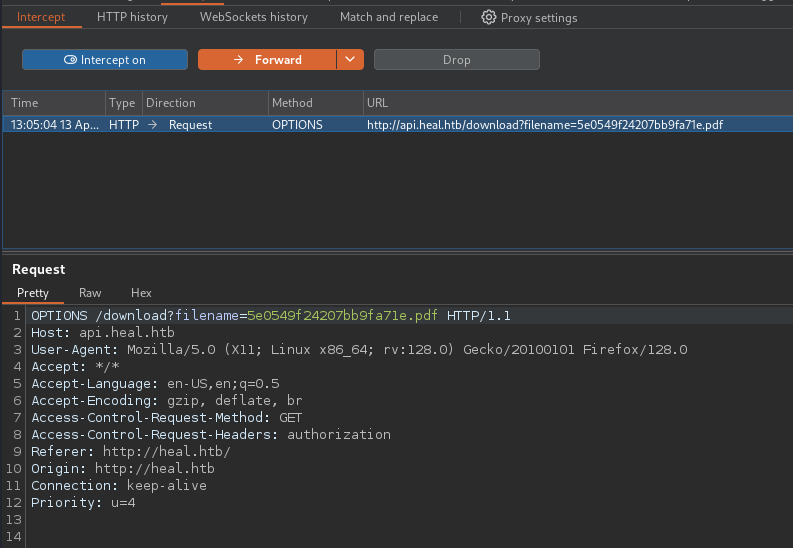 Intercept HTTP history WebSockets history Match and replace Proxy settings
Intercept on Forward Drop
Time Type Direction Method URL
13:05:04 13 Ap... HTTP → Request OPTIONS http://api.heal.htb/download?filename=5e0549f24207bb9fa71e.pdf
Request
Pretty Raw Hex
1 OPTIONS /download?filename=5e0549f24207bb9fa71e.pdf HTTP/1.1
2 Host: api.heal.htb
3 User-Agent: Mozilla/5.0 (X11; Linux x86_64; rv:128.0) Gecko/20100101 Firefox/128.0
4 Accept: */*
5 Accept-Language: en-US,en;q=0.5
6 Accept-Encoding: gzip, deflate, br
7 Access-Control-Request-Method: GET
8 Access-Control-Request-Headers: authorization
9 Referer: http://heal.htb/
10 Origin: http://heal.htb
11 Connection: keep-alive
12 Priority: u=4
13
14